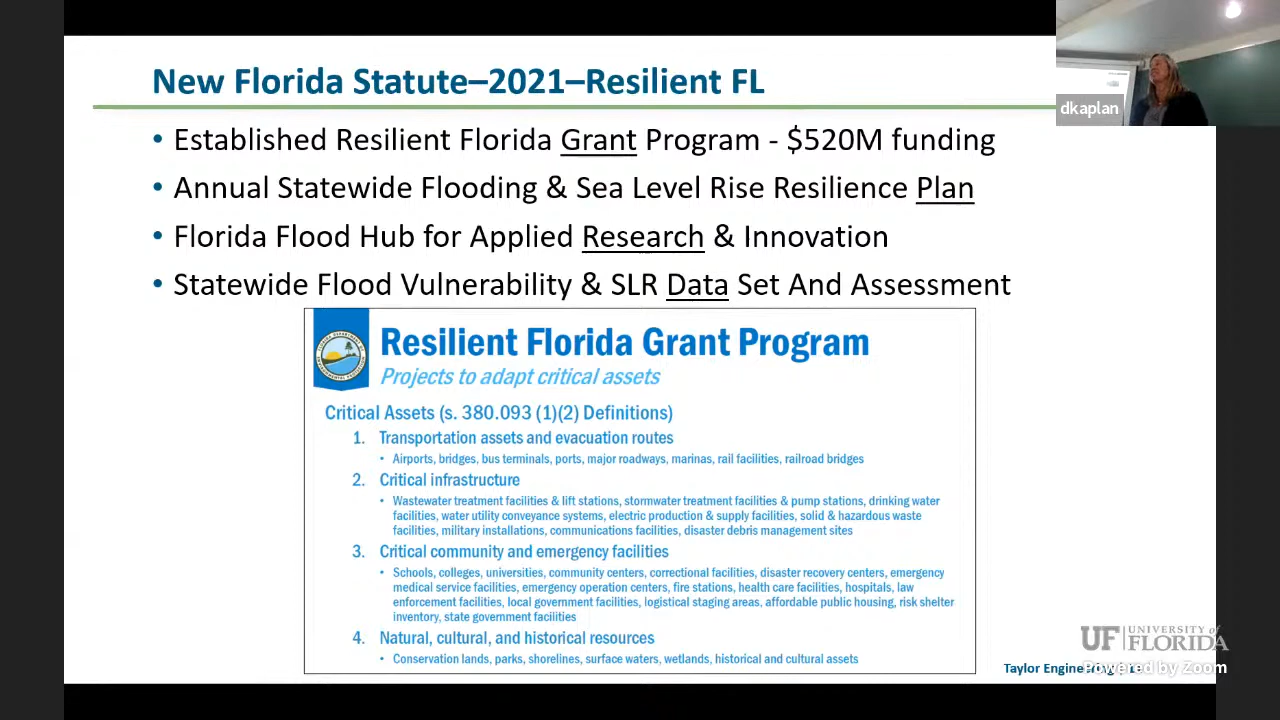 New Florida Statute–2021–Resilient FL
dkaplan
• Established Resilient Florida Grant Program - $520M funding
• Annual Statewide Flooding & Sea Level Rise Resilience Plan
• Florida Flood Hub for Applied Research & Innovation
• Statewide Flood Vulnerability & SLR Data Set And Assessment
Resilient Florida Grant Program
Projects to adapt critical assets
Critical Assets (s. 380.093 (1)(2) Definitions)
1. Transportation assets and evacuation routes
• Airports, bridges, bus terminals, ports, major roadways, marinas, rail facilities, railroad bridges
2. Critical infrastructure
• Wastewater treatment facilities & lift stations, stormwater treatment facilities & pump stations, drinking water
facilities, water utility conveyance systems, electric production & supply facilities, solid & hazardous waste
facilities, military installations, communications facilities, disaster debris management sites
3. Critical community and emergency facilities
• Schools, colleges, universities, community centers, correctional facilities, disaster recovery centers, emergency
medical service facilities, emergency operation centers, fire stations, health care facilities, hospitals, law
enforcement facilities, local government facilities, logistical staging areas, affordable public housing, risk shelter
inventory, state government facilities
4. Natural, cultural, and historical resources
• Conservation lands, parks, shorelines, surface waters, wetlands, historical and cultural assets
UF UNIVERSITY of
FLORIDA
Taylor Engineering
Powered by Zoom